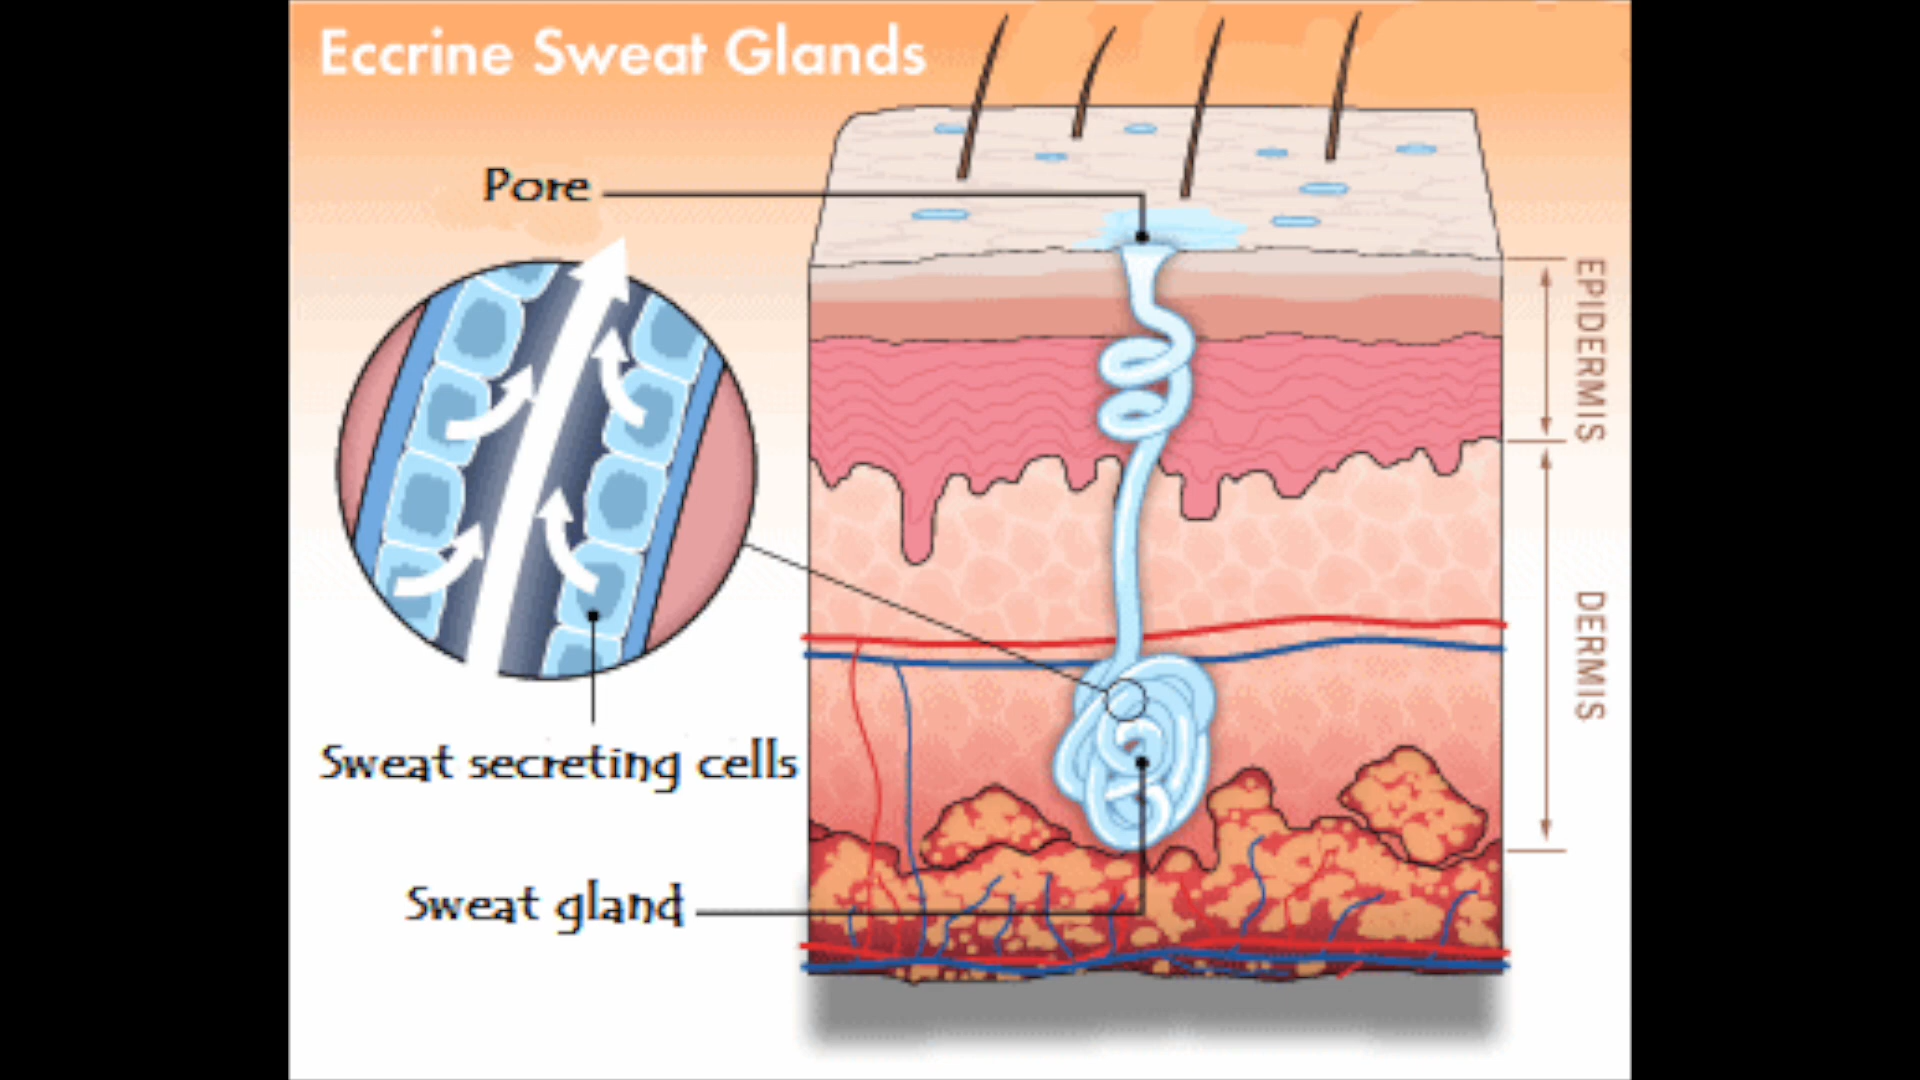 Eccrine Sweat Glands
Pore
EPIDERMIS
DERMIS
Sweat secreting cells
Sweat gland